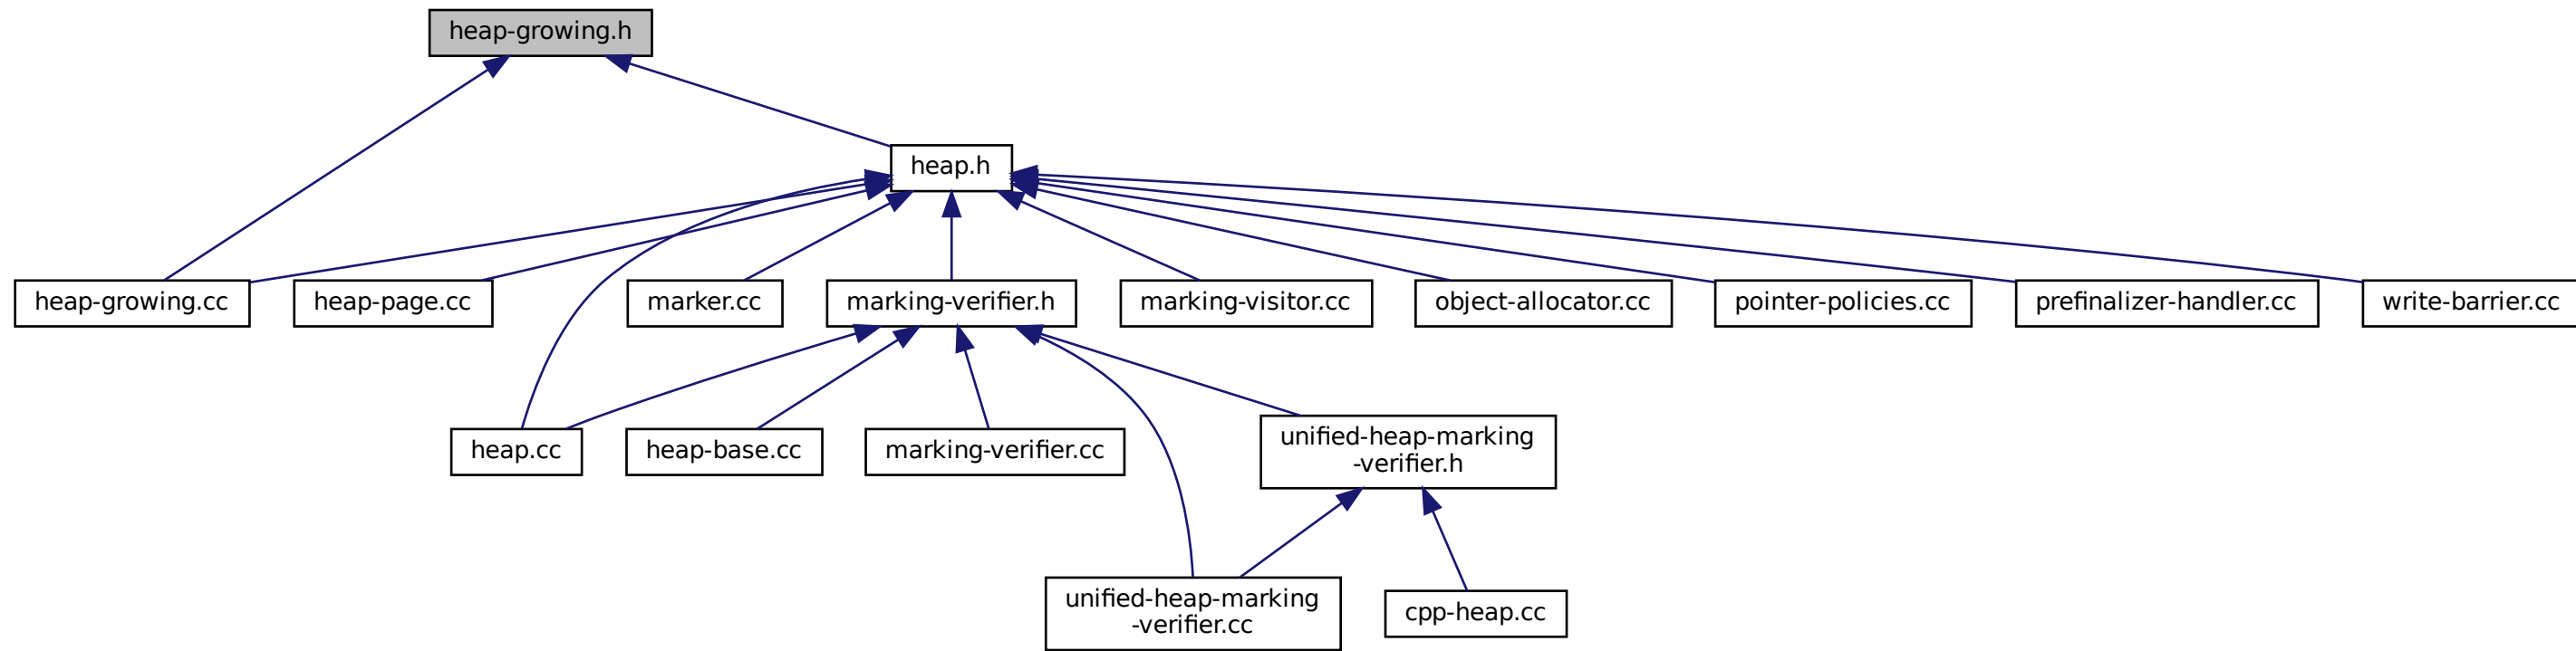 heap-growing.h
heap.h
heap-growing.cc
heap-page.cc
marker.cc
marking-verifier.h
marking-visitor.cc
object-allocator.cc
pointer-policies.cc
prefinalizer-handler.cc
write-barrier.cc
heap.cc
heap-base.cc
marking-verifier.cc
unified-heap-marking
-verifier.h
unified-heap-marking
-verifier.cc
cpp-heap.cc